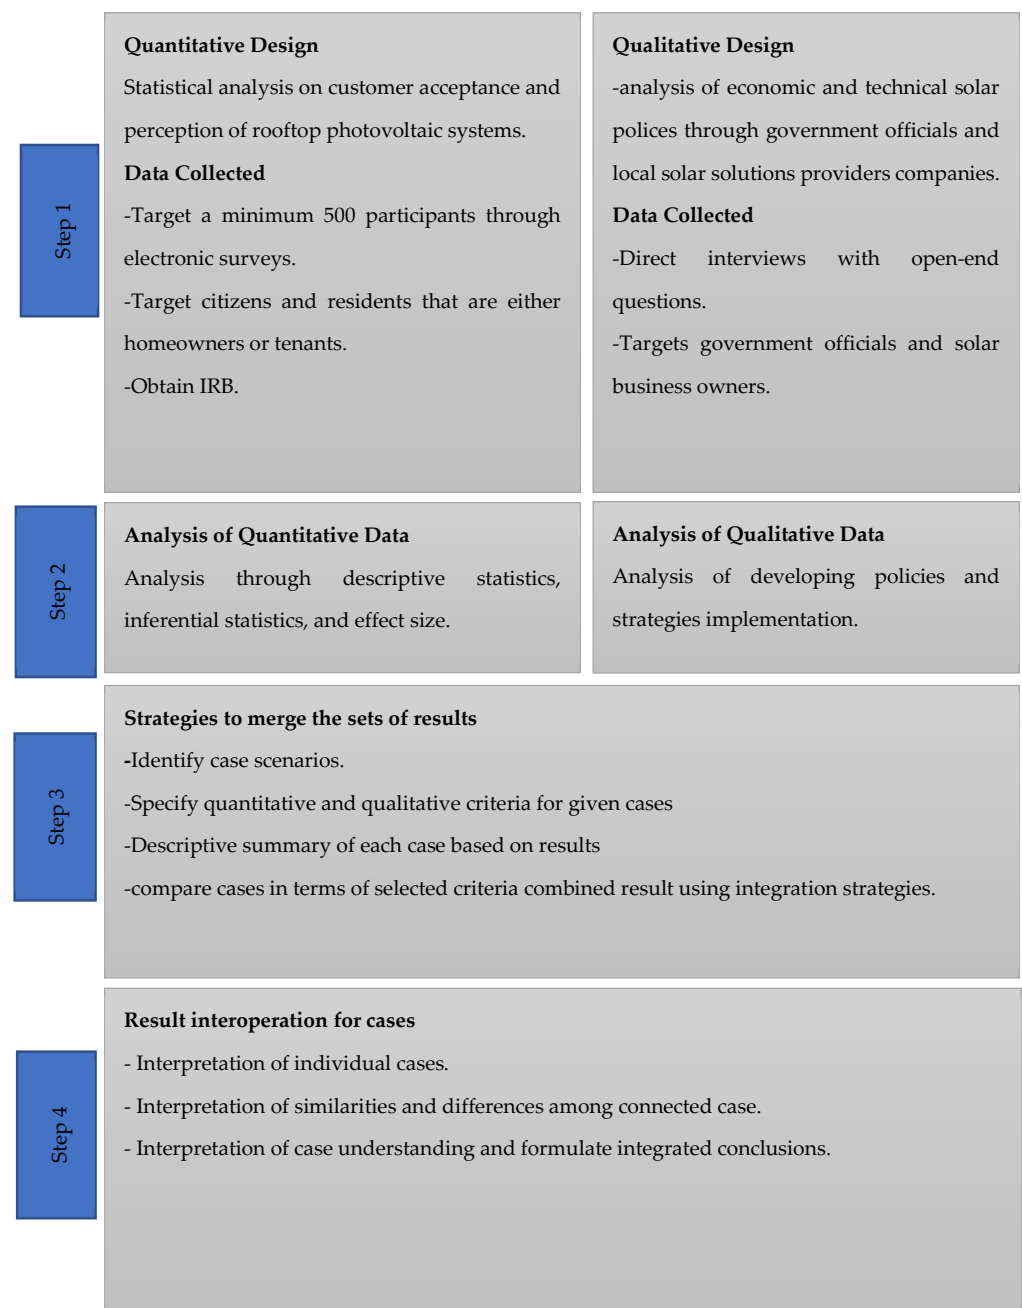 Step 1
Quantitative Design
Statistical analysis on customer acceptance and
perception of rooftop photovoltaic systems.
Data Collected
-Target a minimum 500 participants through
electronic surveys.
-Target citizens and residents that are either
homeowners or tenants.
-Obtain IRB.
Qualitative Design
-analysis of economic and technical solar
polices through government officials and
local solar solutions providers companies.
Data Collected
-Direct interviews with open-end
questions.
-Targets government officials and solar
business owners.
Step 2
Analysis of Quantitative Data
Analysis through descriptive statistics,
inferential statistics, and effect size.
Analysis of Qualitative Data
Analysis of developing policies and
strategies implementation.
Step 3
Strategies to merge the sets of results
-Identify case scenarios.
-Specify quantitative and qualitative criteria for given cases
-Descriptive summary of each case based on results
-compare cases in terms of selected criteria combined result using integration strategies.
Step 4
Result interoperation for cases
- Interpretation of individual cases.
- Interpretation of similarities and differences among connected case.
- Interpretation of case understanding and formulate integrated conclusions.